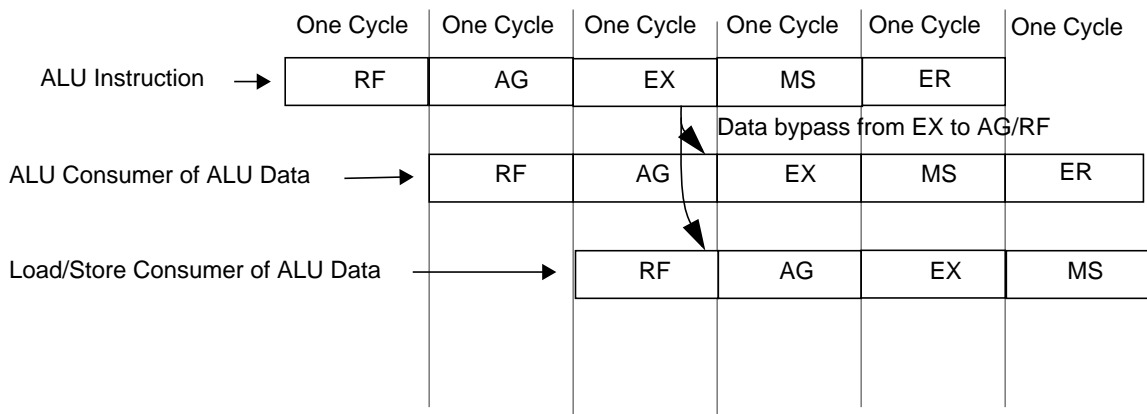 One Cycle One Cycle One Cycle One Cycle One Cycle One Cycle
ALU Instruction RF AG EX MS ER
Data bypass from EX to AG/RF
ALU Consumer of ALU Data RF AG EX MS ER
Load/Store Consumer of ALU Data RF AG EX MS